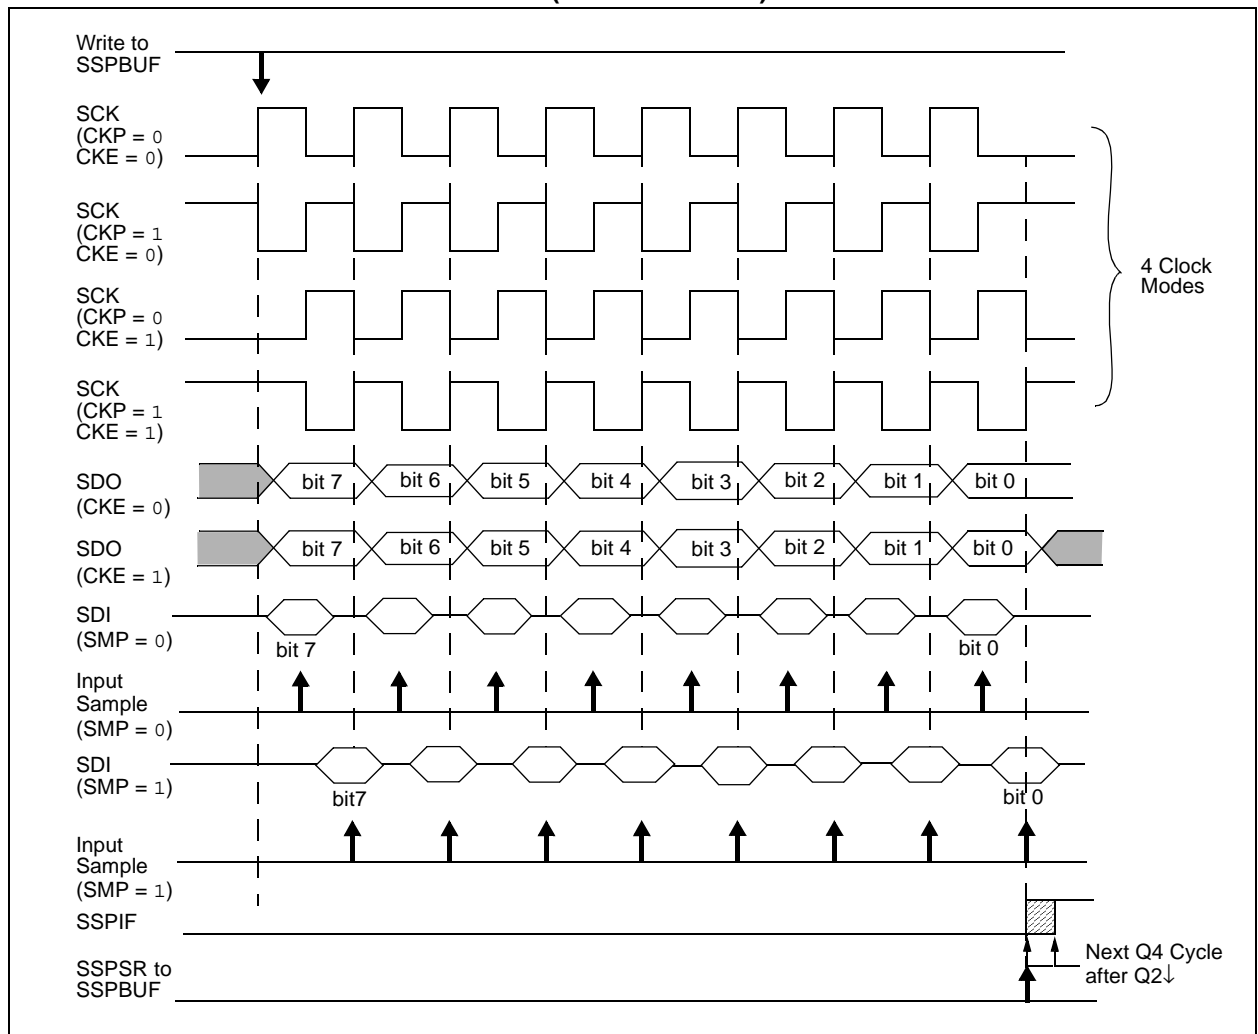 Write to
SSPBUF
SCK
(CKP = 0
CKE = 0)
SCK
(CKP = 1
CKE = 0)
SCK
(CKP = 0
CKE = 1)
SCK
(CKP = 1
CKE = 1)
4 Clock
Modes
SDO
(CKE = 0)
bit 7 bit 6 bit 5 bit 4 bit 3 bit 2 bit 1 bit 0
SDO
(CKE = 1)
bit 7 bit 6 bit 5 bit 4 bit 3 bit 2 bit 1 bit 0
SDI
(SMP = 0)
bit 7 bit 0
Input
Sample
(SMP = 0)
SDI
(SMP = 1)
bit7 bit 0
Input
Sample
(SMP = 1)
SSPIF
SSPSR to
SSPBUF
Next Q4 Cycle
after Q2↓